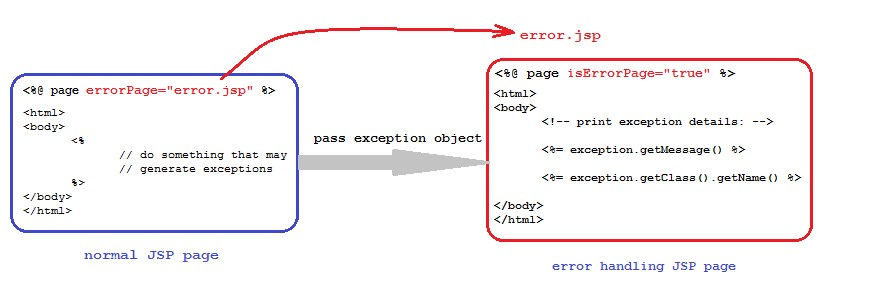 error.jsp
<%@ page errorPage="error.jsp" %>
<html>
<body>
<%
// do something that may
// generate exceptions
%>
</body>
</html>
normal JSP page
pass exception object
<%@ page isErrorPage="true" %>
<html>
<body>
<!-- print exception details: -->
<%= exception.getMessage() %>
<%= exception.getClass().getName() %>
</body>
</html>
error handling JSP page